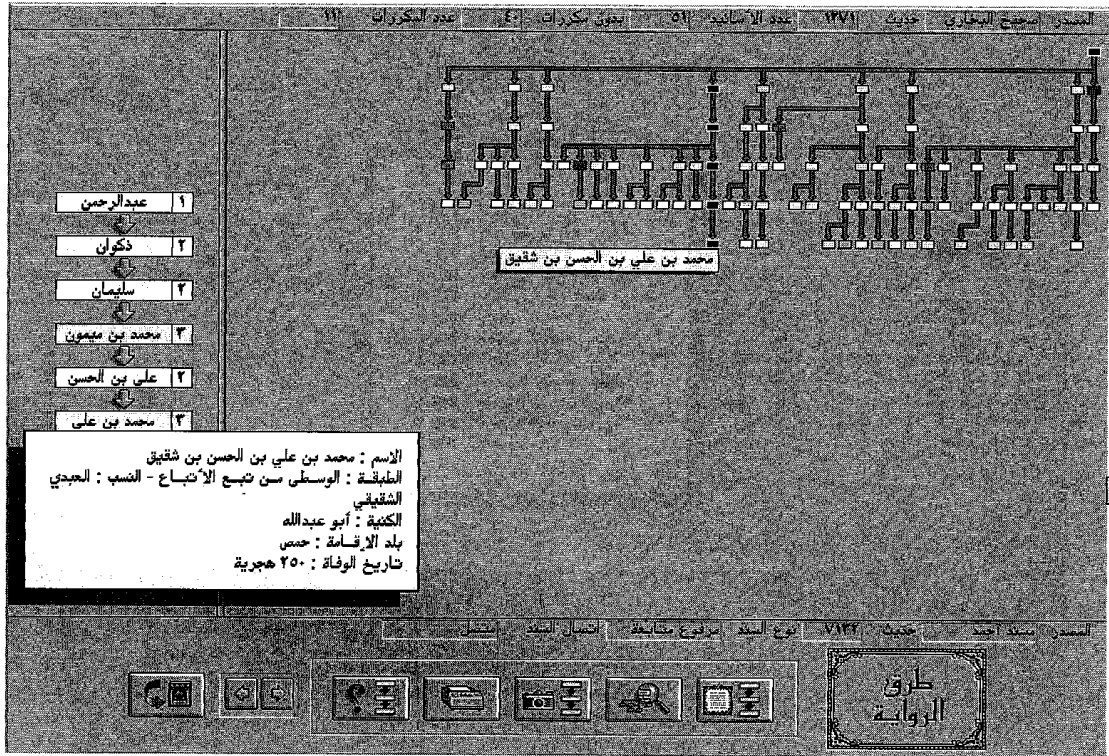 المصدر صحيح البخاري حديث ١٣٧١ عدد الأسانيد ٥١ بدون مكررات ٤٠ عدد المكررات ١١
١ عبدالرحمن
٢ ذكوان
٢ سليمان
٣ محمد بن ميمون
٢ علي بن الحسن
٣ محمد بن على
محمد بن علي بن الحسن بن شقيق
الاسم : محمد بن علي بن الحسن بن شقيق
الطبقة : الوسطى من تبع الأتباع - النسب : العبدي
الشقيقي
الكنية : أبو عبدالله
بلد الإقامة : حمص
تاريخ الوفاة : ٢٥٠ هجرية
المصدر مسند احمد حديث ٧١٣٢ نوع السند مرفوع متابعة اتصال السند متصل
طرق
الرواية